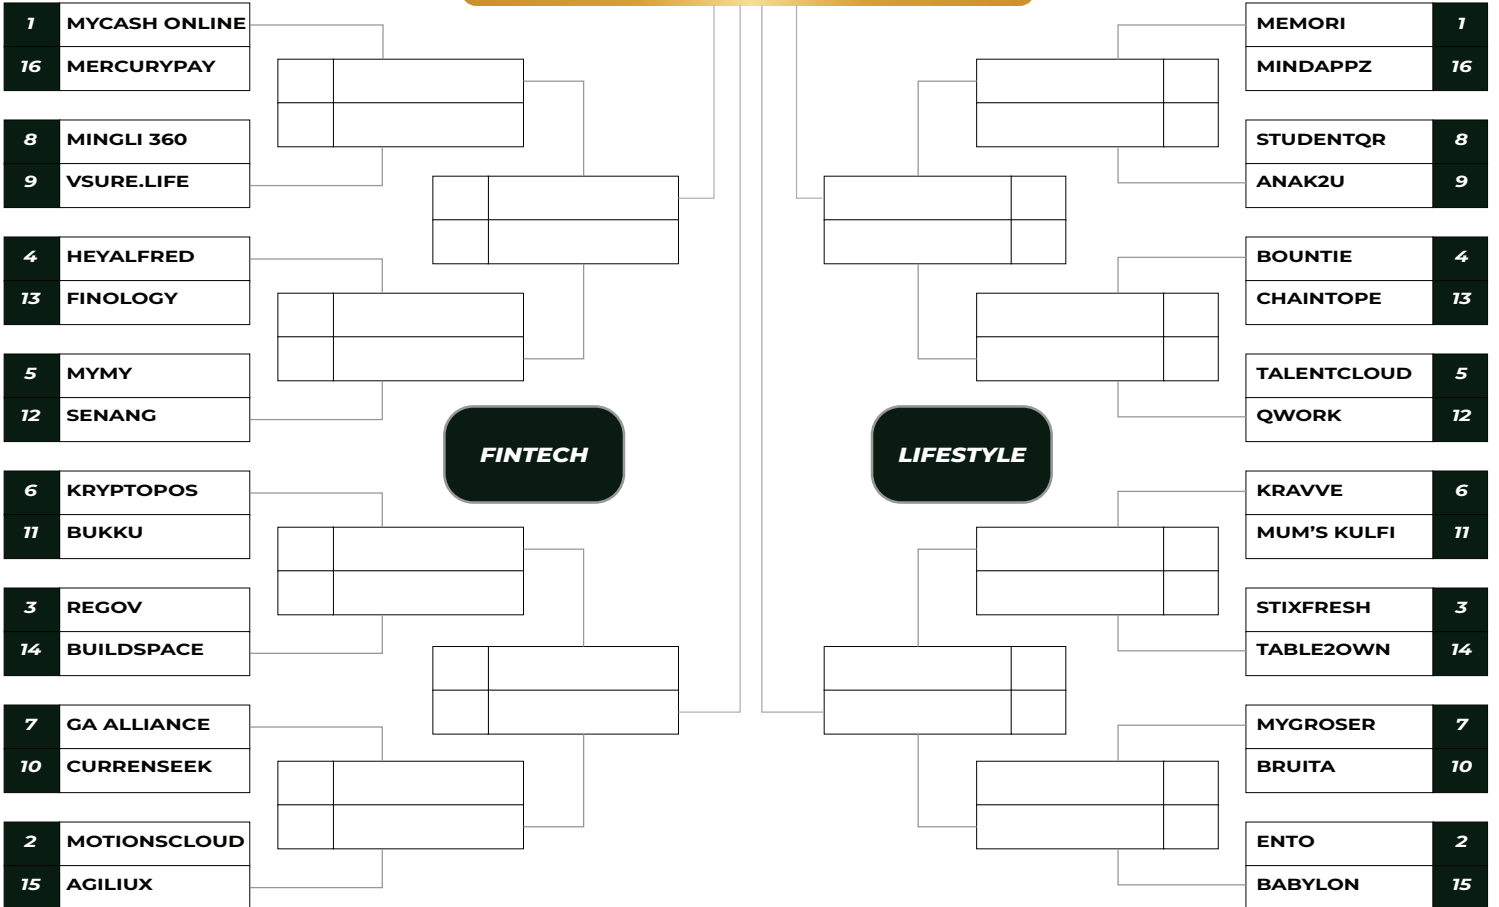 1 MYCASH ONLINE
16 MERCURYPAY
8 MINGLI 360
9 VSURE.LIFE
4 HEYALFRED
13 FINOLOGY
5 MYMY
12 SENANG
6 KRYPTOPOS
11 BUKKU
3 REGOV
14 BUILDSPACE
7 GA ALLIANCE
10 CURRENSEEK
2 MOTIONSCLOUD
15 AGILIUX
FINTECH
LIFESTYLE
MEMORI 1
MINDAPPZ 16
STUDENTQR 8
ANAK2U 9
BOUNTIE 4
CHAINTOPE 13
TALENTCLOUD 5
QWORK 12
KRAVVE 6
MUM'S KULFI 11
STIXFRESH 3
TABLE2OWN 14
MYGROSER 7
BRUITA 10
ENTO 2
BABYLON 15